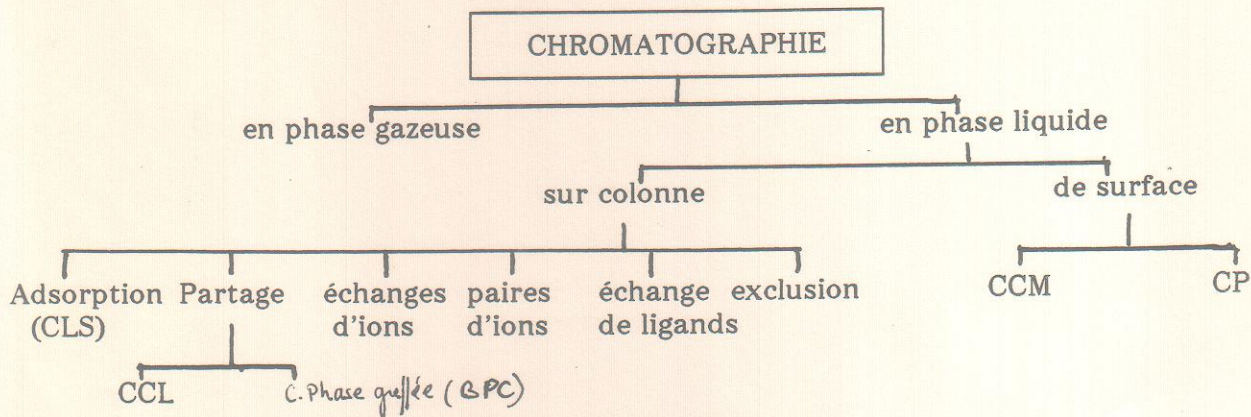 CHROMATOGRAPHIE
en phase gazeuse
en phase liquide
sur colonne
de surface
Adsorption
(CLS)
Partage
échanges
d'ions
paires
d'ions
échange
de ligands
exclusion
CCM
CP
CCL
C.Phase greffée (BPC)